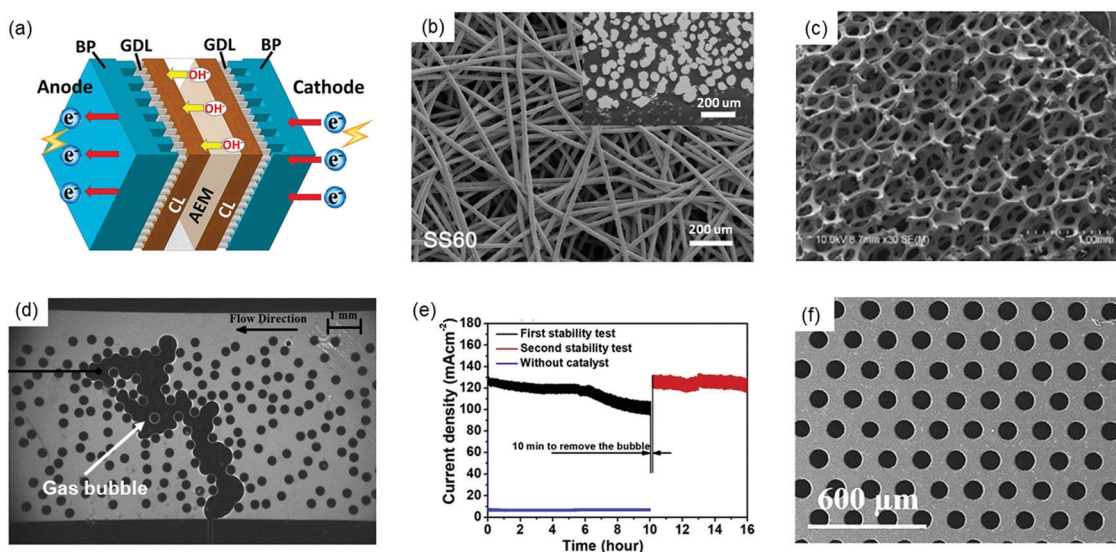 (a)
BP GDL GDL BP
Anode
Cathode
OH⁻
OH⁻
OH⁻
e⁻
e⁻
e⁻
e⁻
e⁻
e⁻
CL
AEM
CL
(b)
200 um
SS60
200 um
(c)
10.0kV 8.7mm x30 SE(M)
1.00mm
(d)
Flow Direction
1 mm
Gas bubble
(e)
Current density (mAcm⁻²)
180
160
140
120
100
80
60
40
20
0
First stability test
Second stability test
Without catalyst
10 min to remove the bubble
0 2 4 6 8 10 12 14 16
Time (hour)
(f)
600 μm